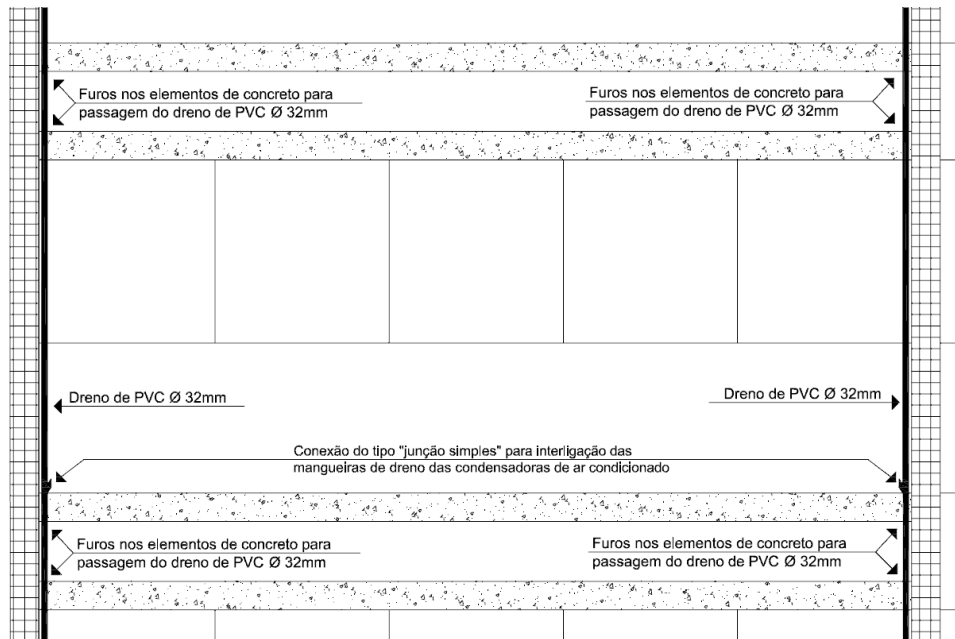 Furos nos elementos de concreto para
passagem do dreno de PVC Ø 32mm
Furos nos elementos de concreto para
passagem do dreno de PVC Ø 32mm
Dreno de PVC Ø 32mm
Dreno de PVC Ø 32mm
Conexão do tipo "junção simples" para interligação das
mangueiras de dreno das condensadoras de ar condicionado
Furos nos elementos de concreto para
passagem do dreno de PVC Ø 32mm
Furos nos elementos de concreto para
passagem do dreno de PVC Ø 32mm